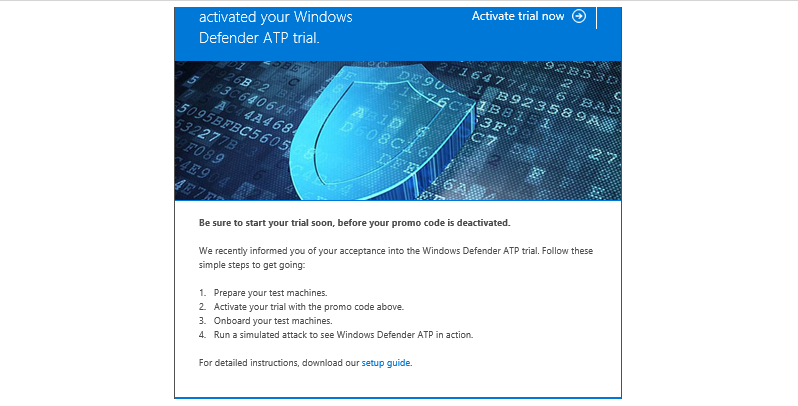 activated your Windows
Defender ATP trial.
Activate trial now
Be sure to start your trial soon, before your promo code is deactivated.
We recently informed you of your acceptance into the Windows Defender ATP trial. Follow these
simple steps to get going:
1. Prepare your test machines.
2. Activate your trial with the promo code above.
3. Onboard your test machines.
4. Run a simulated attack to see Windows Defender ATP in action.
For detailed instructions, download our setup guide.